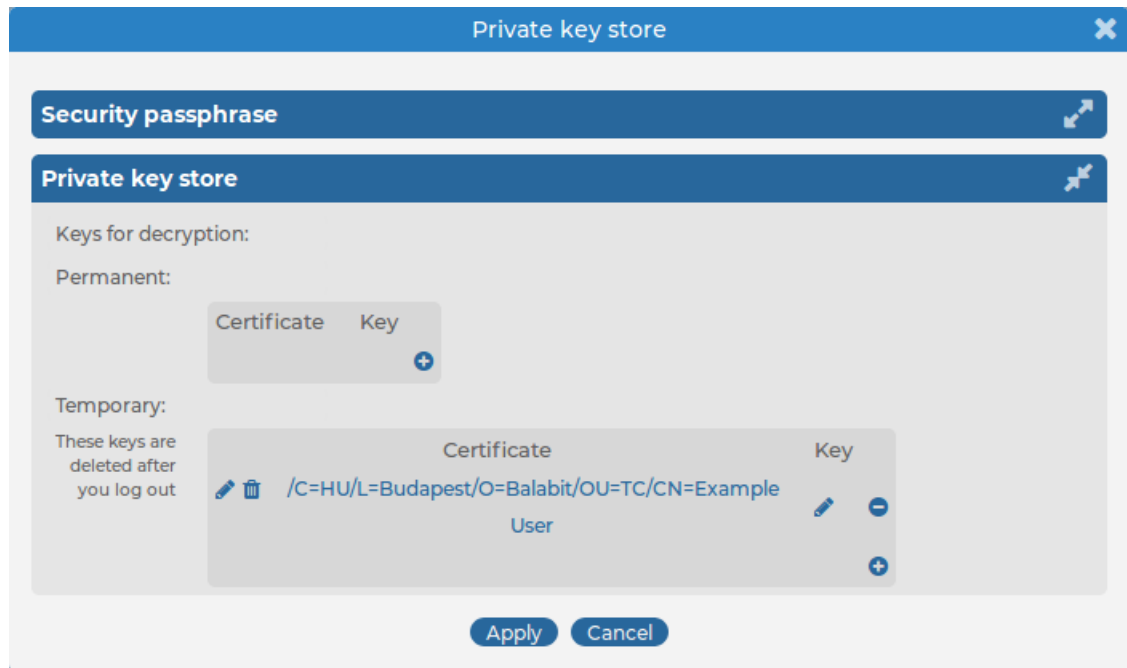 Private key store
Security passphrase
Private key store
Keys for decryption:
Permanent:
Certificate Key
Temporary:
These keys are
deleted after
you log out
Certificate Key
/C=HU/L=Budapest/O=Balabit/OU=TC/CN=Example
User
Apply Cancel